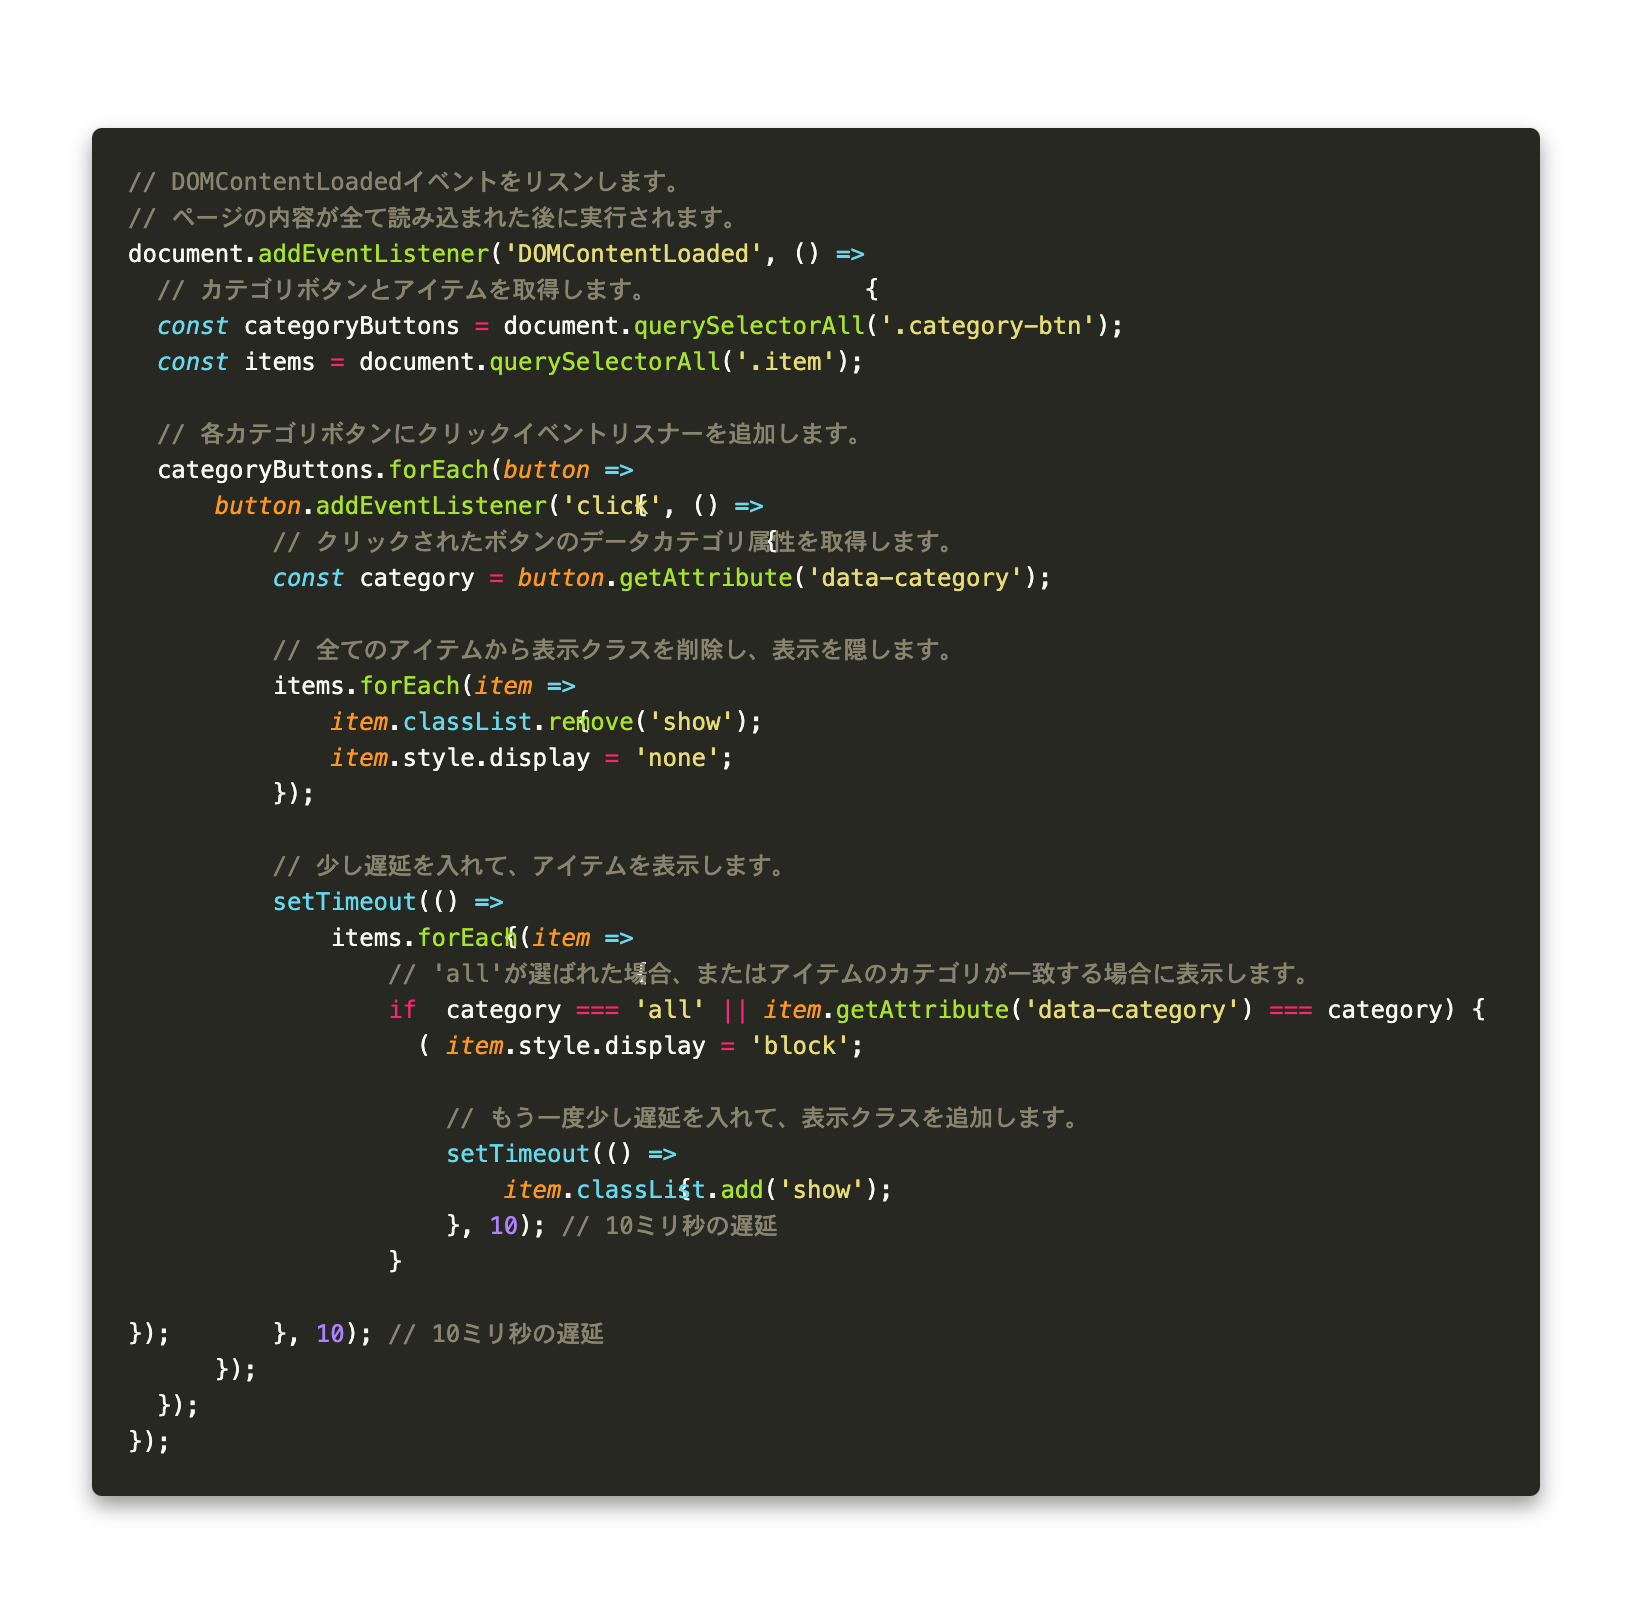 // DOMContentLoadedイベントをリスンします。
// ページの内容が全て読み込まれた後に実行されます。
document.addEventListener('DOMContentLoaded', () =>
// カテゴリボタンとアイテムを取得します。 {
const categoryButtons = document.querySelectorAll('.category-btn');
const items = document.querySelectorAll('.item');
// 各カテゴリボタンにクリックイベントリスナーを追加します。
categoryButtons.forEach(button =>
{
button.addEventListener('click', () =>
{
// クリックされたボタンのデータカテゴリ属性を取得します。
const category = button.getAttribute('data-category');
// 全てのアイテムから表示クラスを削除し、表示を隠します。
items.forEach(item =>
{
item.classList.remove('show');
item.style.display = 'none';
});
// 少し遅延を入れて、アイテムを表示します。
setTimeout(() =>
{
items.forEach(item =>
{
// 'all'が選ばれた場合、またはアイテムのカテゴリが一致する場合に表示します。
if  category === 'all' || item.getAttribute('data-category') === category) {
( item.style.display = 'block';
// もう一度少し遅延を入れて、表示クラスを追加します。
setTimeout(() =>
{
item.classList.add('show');
}, 10); // 10ミリ秒の遅延
}
}); }, 10); // 10ミリ秒の遅延
});
});
});